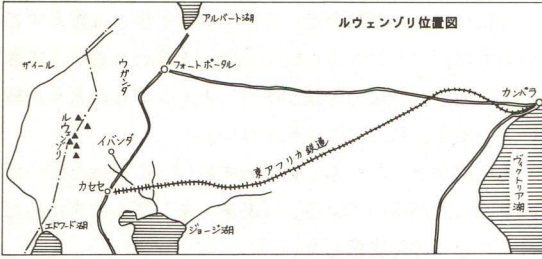 ルウェンゾリ位置図
アルバート湖
ザイール
ウガンダ
フォートポータル
カンパラ
ルウェンゾリ
イバンダ
東アフリカ鉄道
カセセ
ヴィクトリア湖
エドワード湖
ジョージ湖